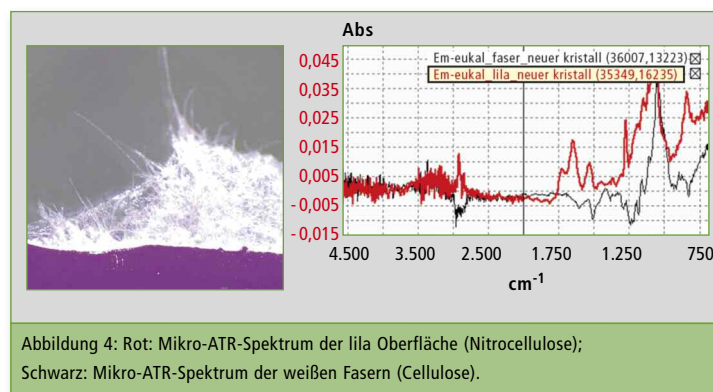 Abs
Em-eukal_faser_neuer kristall (36007,13223)
Em-eukal_lila_neuer kristall (35349,16235)
0,045
0,035
0,025
0,015
0,005
-0,005
-0,015
4.500 3.500 2.500 1.750 1.250 750
cm-1
Abbildung 4: Rot: Mikro-ATR-Spektrum der lila Oberfläche (Nitrocellulose);
Schwarz: Mikro-ATR-Spektrum der weißen Fasern (Cellulose).